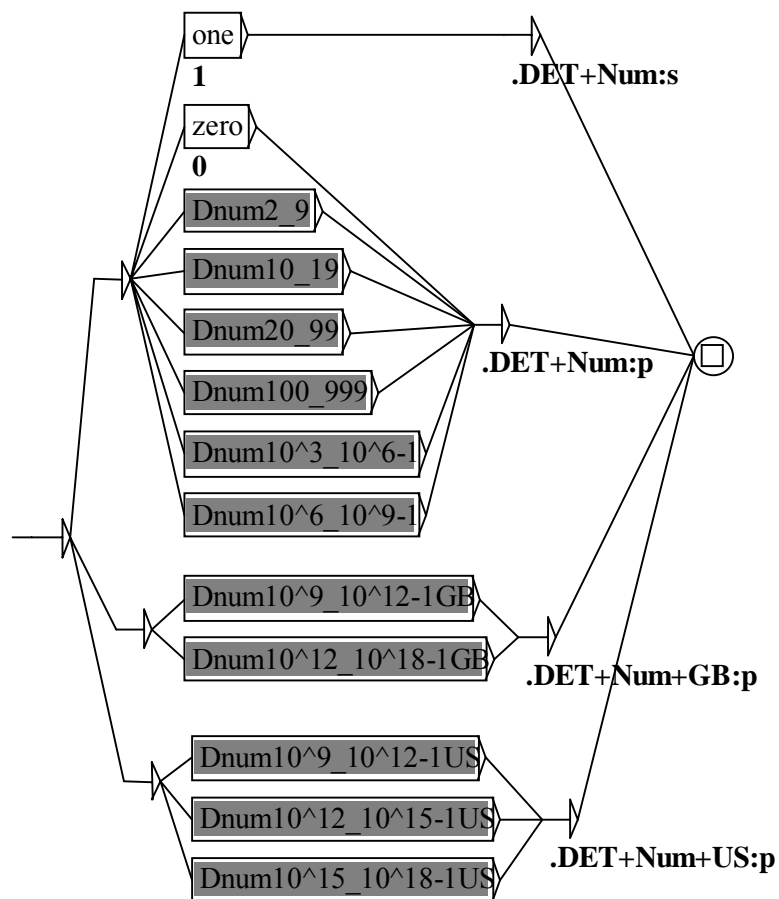 one
1
.DET+Num:s
zero
0
Dnum2_9
Dnum10_19
Dnum20_99
.DET+Num:p
Dnum100_999
Dnum10^3_10^6-1
Dnum10^6_10^9-1
Dnum10^9_10^12-1GB
Dnum10^12_10^18-1GB
.DET+Num+GB:p
Dnum10^9_10^12-1US
Dnum10^12_10^15-1US
.DET+Num+US:p
Dnum10^15_10^18-1US